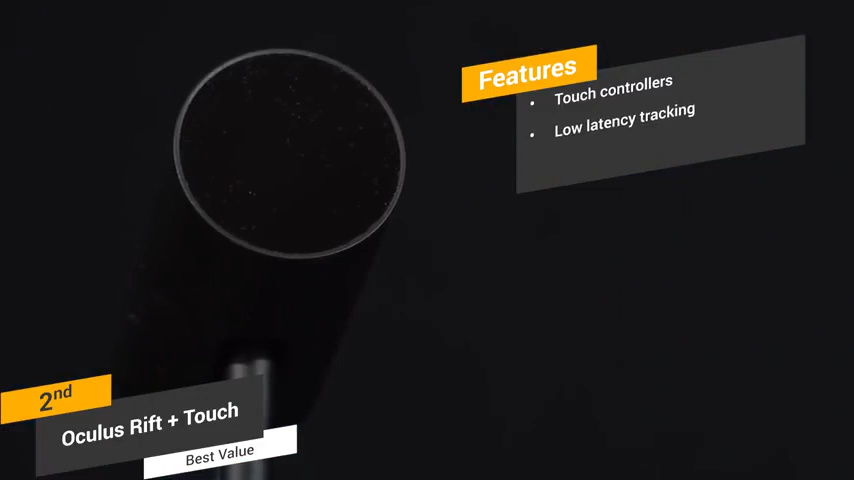 Features
• Touch controllers
• Low latency tracking
2nd
Oculus Rift + Touch
Best Value